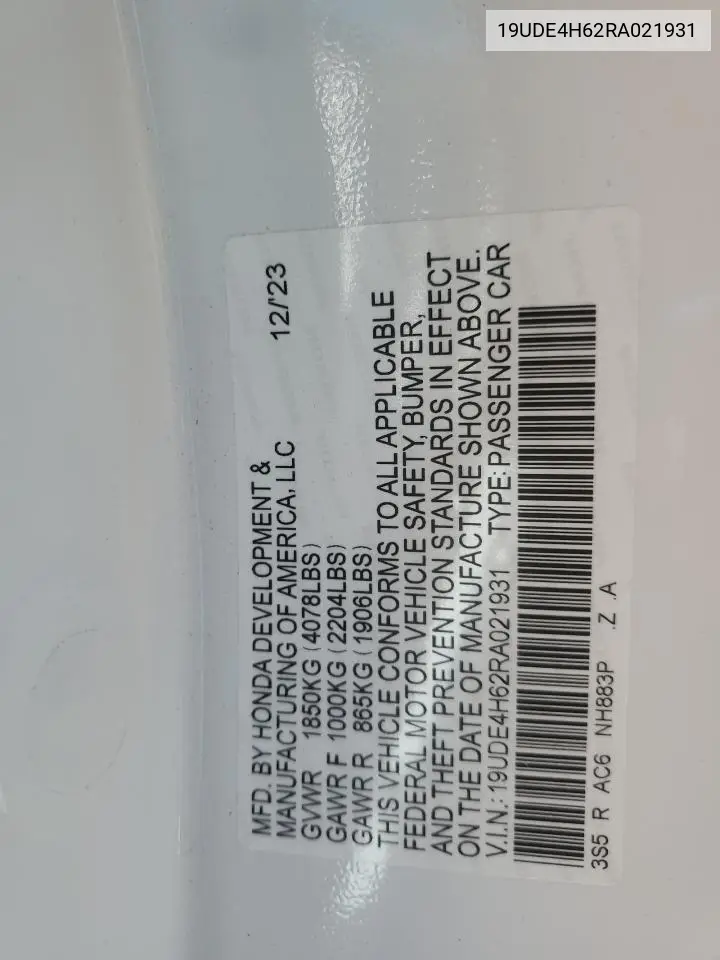 19UDE4H62RA021931
MFD. BY HONDA DEVELOPMENT &
MANUFACTURING OF AMERICA, LLC 12/'23
GVWR 1850KG (4078LBS)
GAWR F 1000KG (2204LBS)
GAWR R 865KG (1906LBS)
THIS VEHICLE CONFORMS TO ALL APPLICABLE
FEDERAL MOTOR VEHICLE SAFETY, BUMPER,
AND THEFT PREVENTION STANDARDS IN EFFECT
ON THE DATE OF MANUFACTURE SHOWN ABOVE.
V.I.N.: 19UDE4H62RA021931 TYPE: PASSENGER CAR
3S5 R AC6 NH883P .Z .A